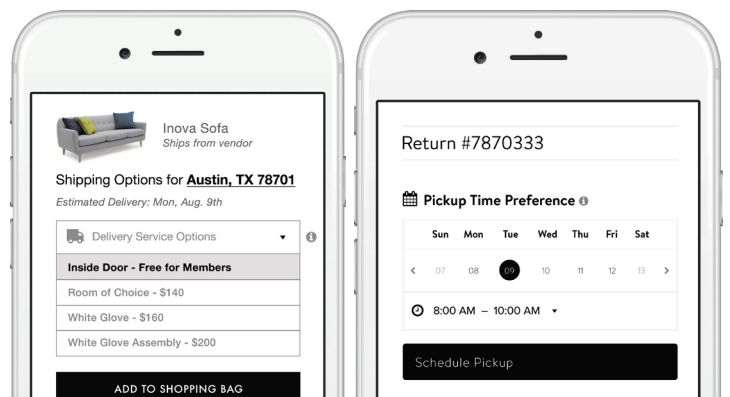 Inova Sofa
Ships from vendor
Shipping Options for Austin, TX 78701
Estimated Delivery: Mon, Aug. 9th
Delivery Service Options
Inside Door - Free for Members
Room of Choice - $140
White Glove - $160
White Glove Assembly - $200
ADD TO SHOPPING BAG
Return #7870333
Pickup Time Preference
Sun Mon Tue Wed Thu Fri Sat
07 08 09 10 11 12 13
8:00 AM – 10:00 AM
Schedule Pickup